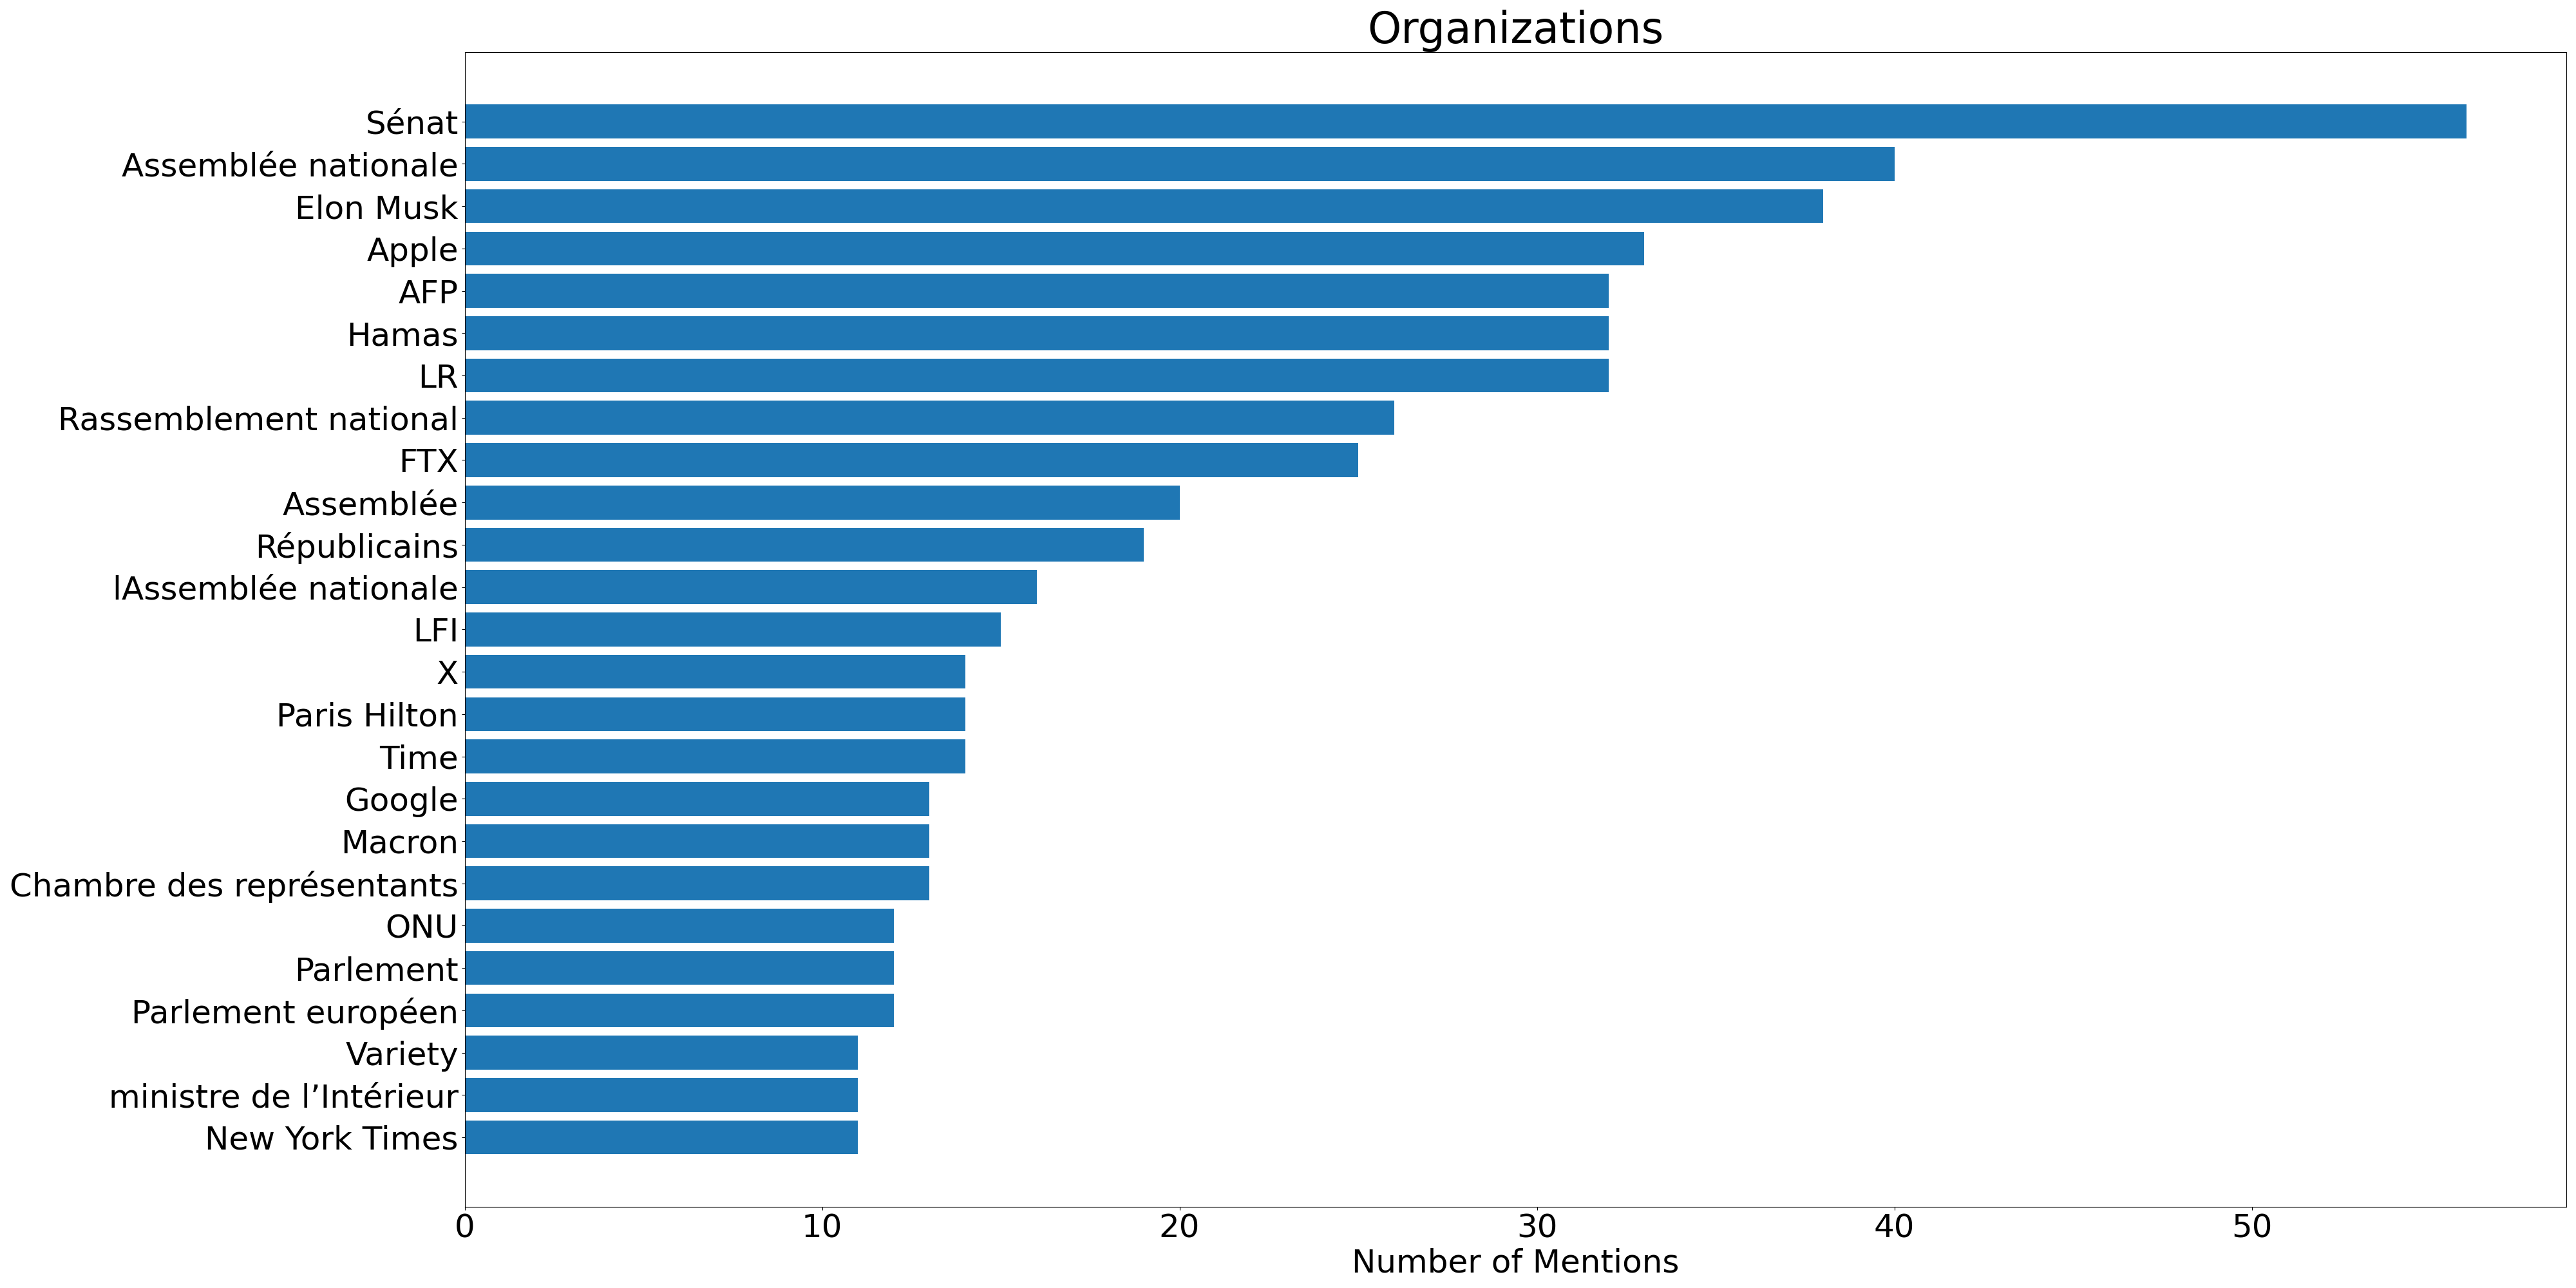 Organizations
Sénat
Assemblée nationale
Elon Musk
Apple
AFP
Hamas
LR
Rassemblement national
FTX
Assemblée
Républicains
lAssemblée nationale
LFI
X
Paris Hilton
Time
Google
Macron
Chambre des représentants
ONU
Parlement
Parlement européen
Variety
ministre de l’Intérieur
New York Times
0 10 20 30 40 50
Number of Mentions